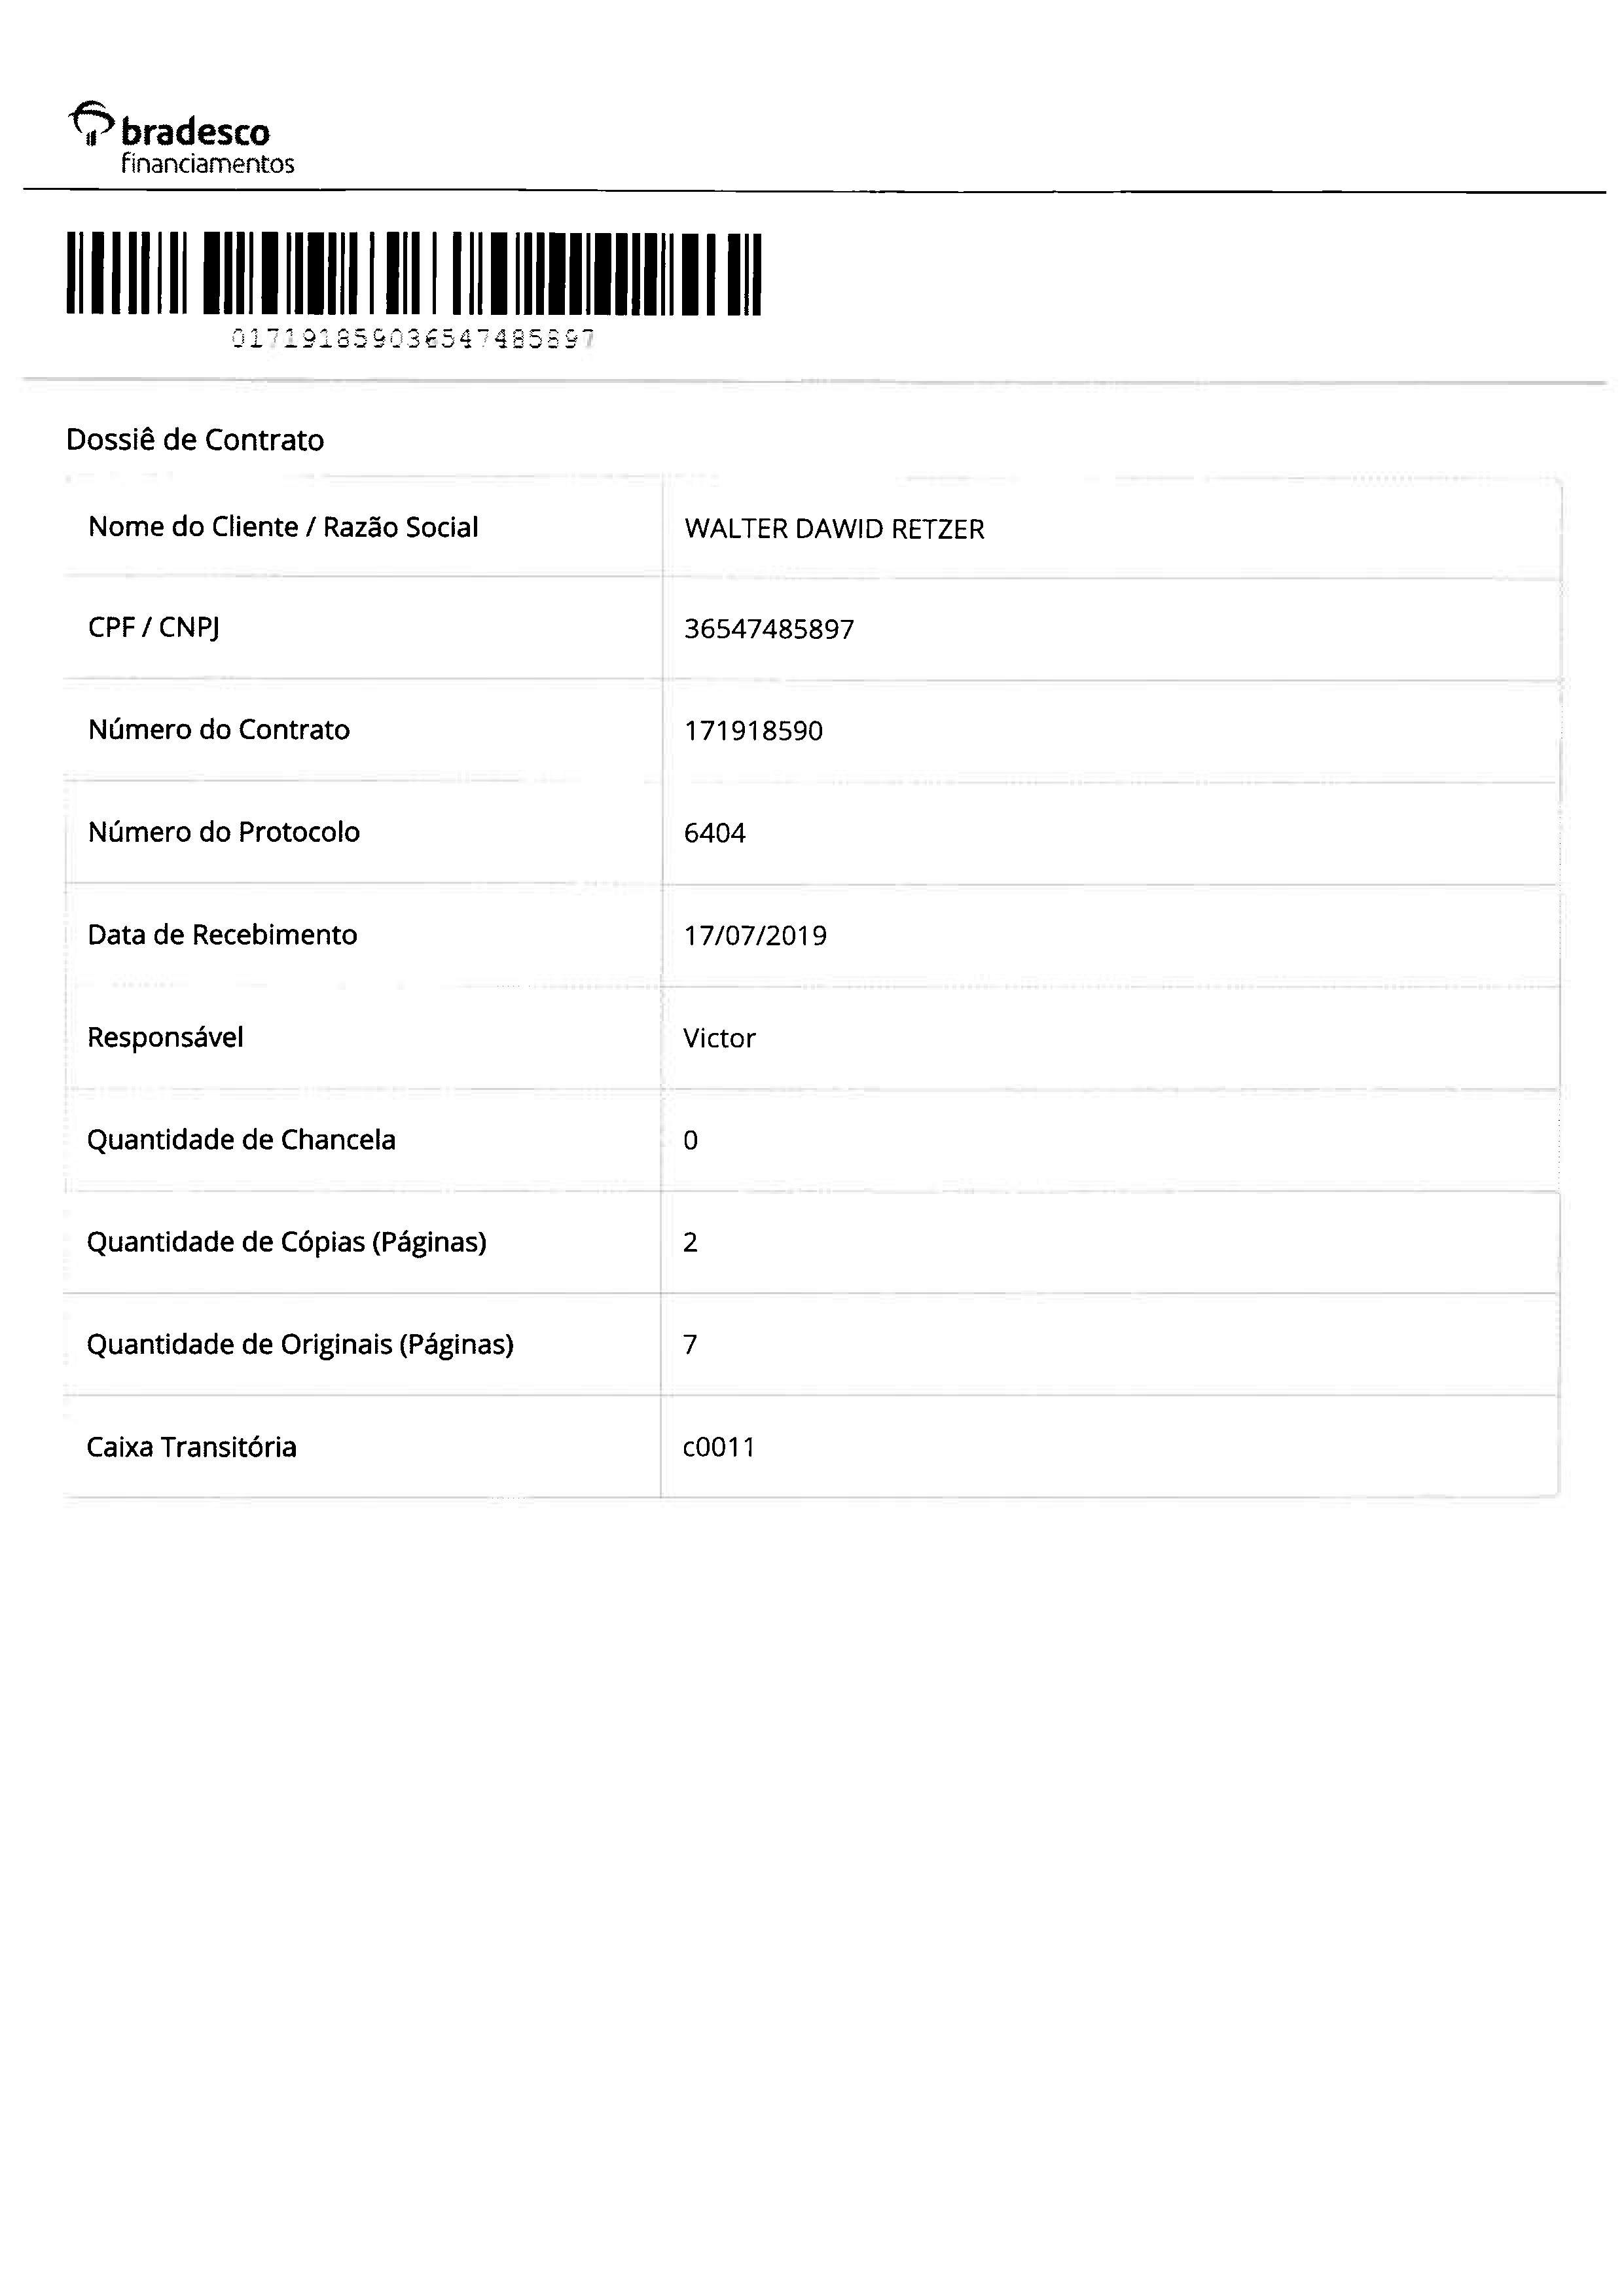 bradesco
financiamentos
017191859036547485897
Dossiê de Contrato
Nome do Cliente / Razão Social WALTER DAWID RETZER
CPF / CNPJ 36547485897
Número do Contrato 171918590
Número do Protocolo 6404
Data de Recebimento 17/07/2019
Responsável Victor
Quantidade de Chancela 0
Quantidade de Cópias (Páginas) 2
Quantidade de Originais (Páginas) 7
Caixa Transitória c0011